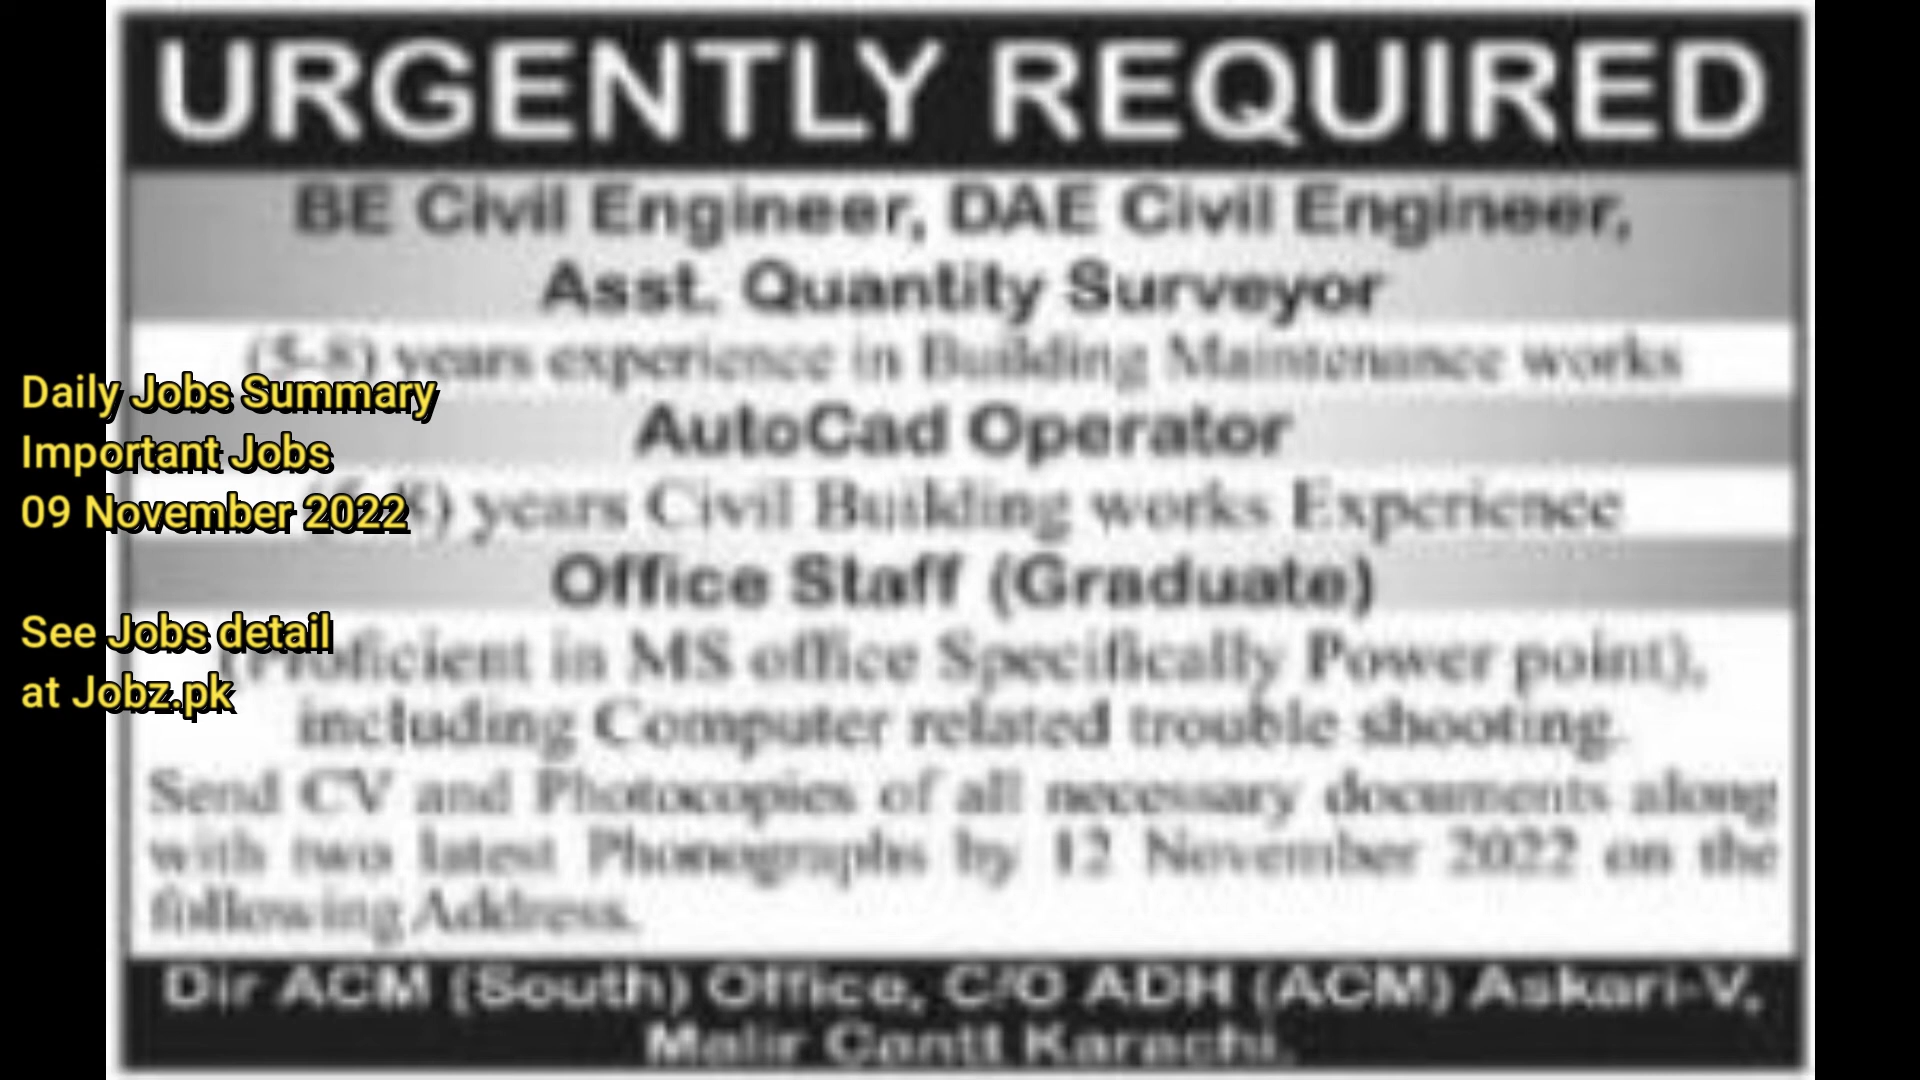 URGENTLY REQUIRED
BE Civil Engineer, DAE Civil Engineer,
Asst. Quantity Surveyor
(5-8) years experience in Building Maintenance works
AutoCad Operator
years Civil Building works Experience
Office Staff (Graduate)
(Proficient in MS office Specifically Power point),
including Computer related trouble shooting.
Send CV and Photocopies of all necessary documents along
with two latest Phonographs by 12 November 2022 on the
following Address.
Dir ACM (South) Office, C/O ADH (ACM) Askari-V,
Malir Cantt Karachi.
Daily Jobs Summary
Important Jobs
09 November 2022
See Jobs detail
at Jobz.pk